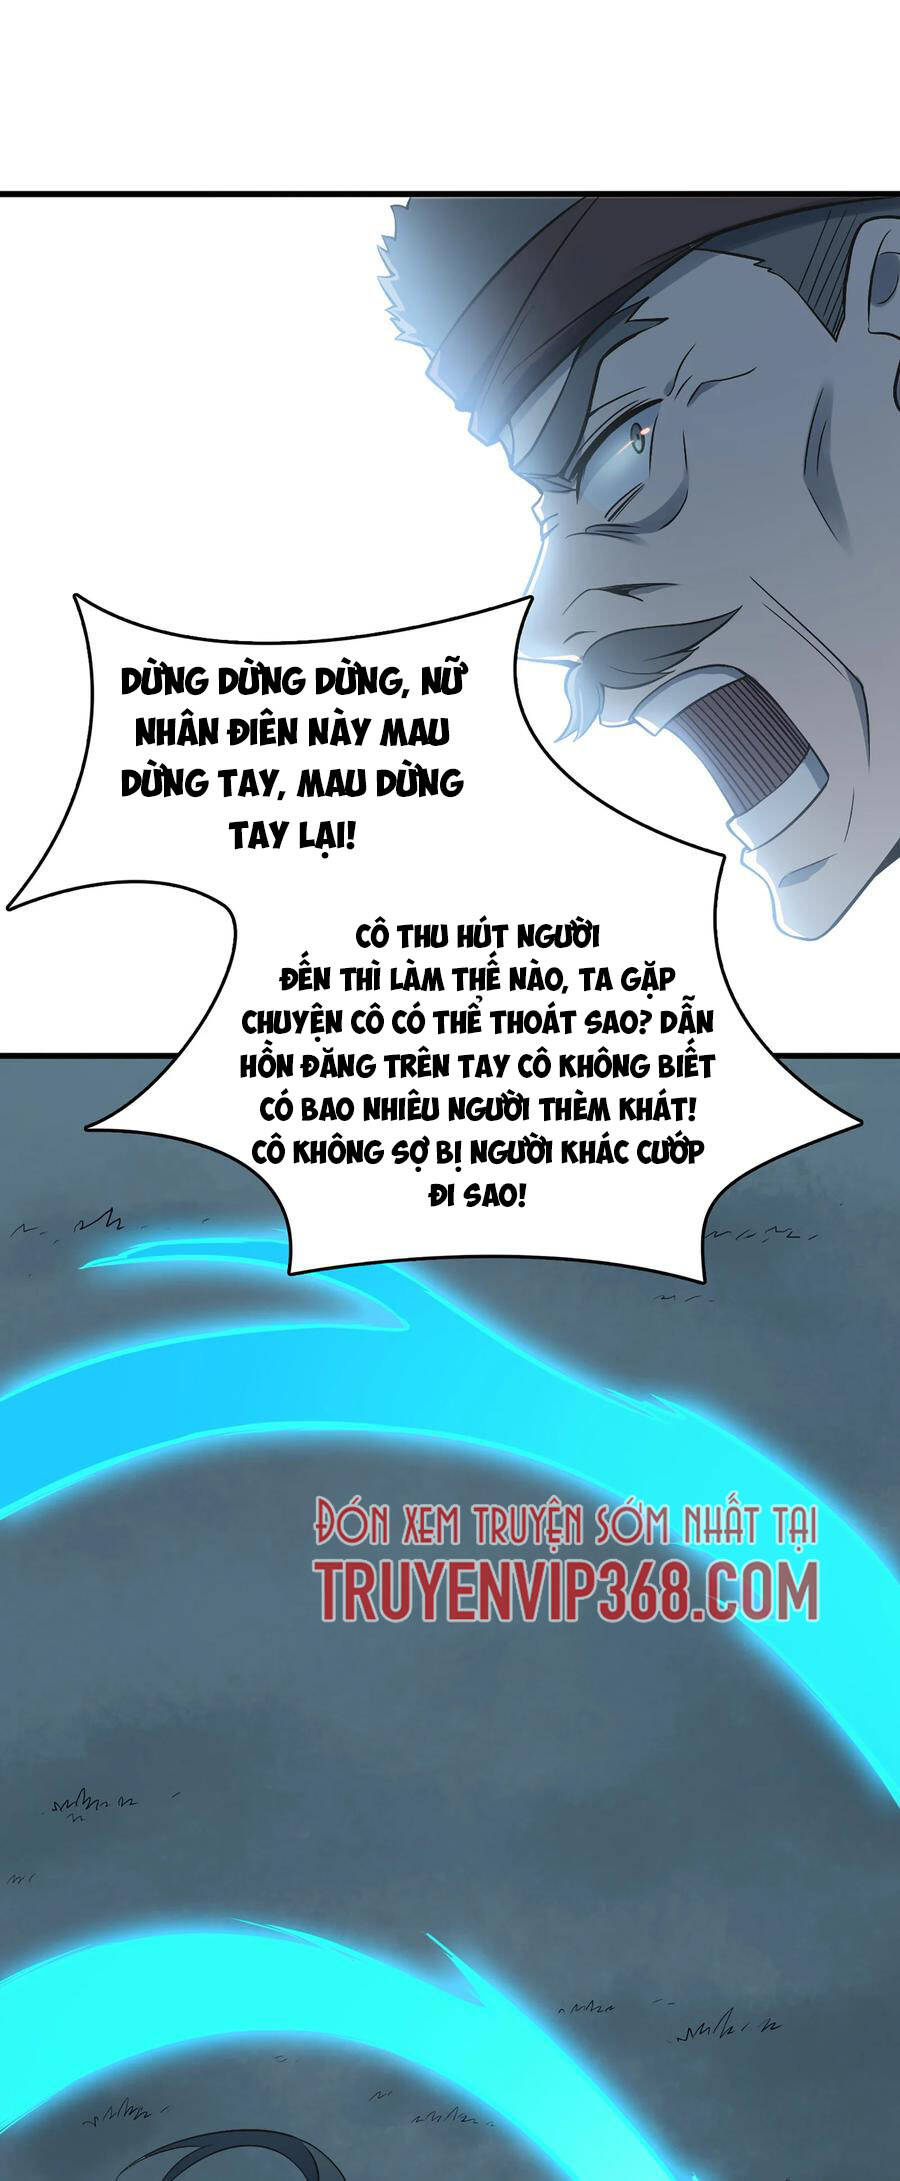 DỪNG DỪNG DỪNG, NỮ
NHÂN ĐIÊN NÀY MAU
DỪNG TAY, MAU DỪNG
TAY LẠI!
CÔ THU HÚT NGƯỜI
ĐẾN THÌ LÀM THẾ NÀO, TA GẶP
CHUYỆN CÔ CÓ THỂ THOÁT SAO? DẪN
HỒN ĐĂNG TRÊN TAY CÔ KHÔNG BIẾT
CÓ BAO NHIÊU NGƯỜI THÈM KHÁT!
CÔ KHÔNG SỢ BỊ NGƯỜI KHÁC CƯỚP
ĐI SAO!
ĐÓN XEM TRUYỆN SỚM NHẤT TẠI
TRUYENVIP368.COM